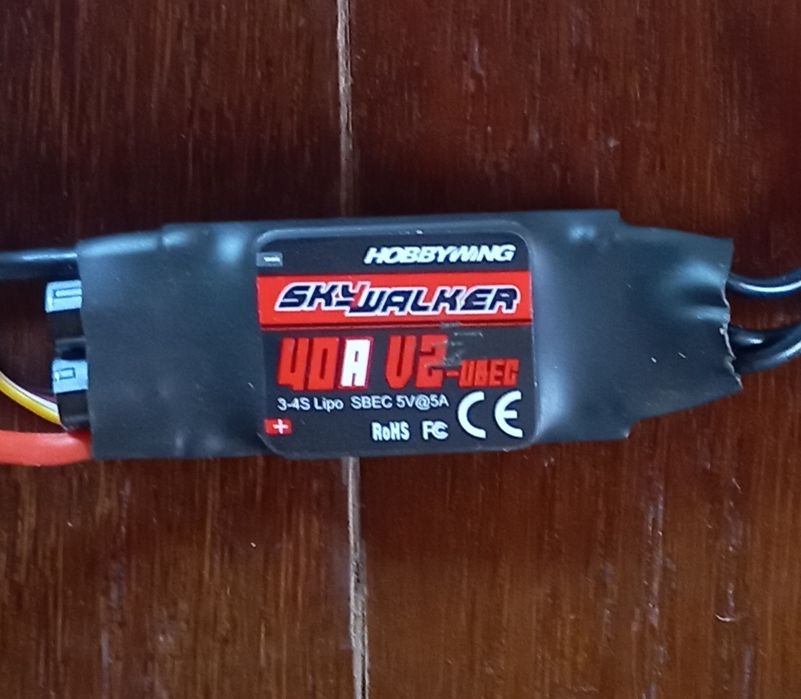 HOBBYWING
SKYWALKER
40A V2-UBEC
3-4S Lipo SBEC 5V@5A
+ RoHS FC CE